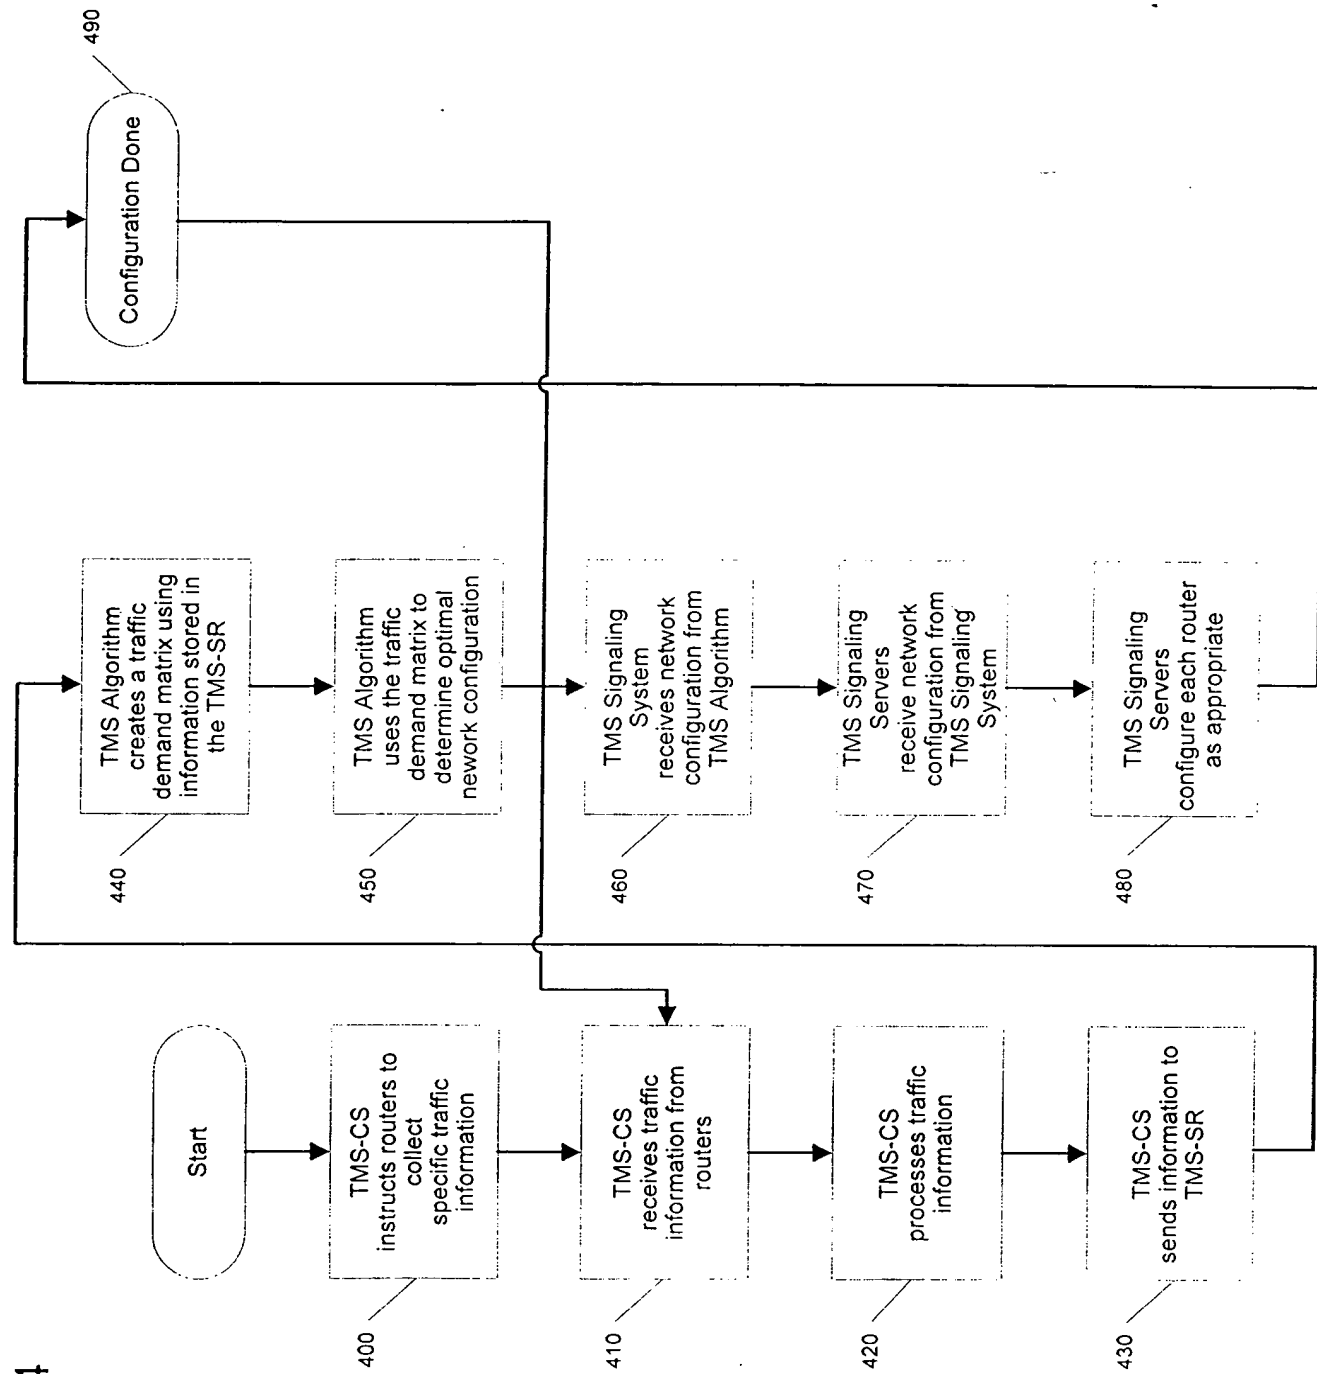 Start
TMS-CS
instructs routers to
collect
specific traffic
information
400
TMS-CS
receives traffic
information from
routers
410
TMS-CS
processes traffic
information
420
TMS-CS
sends information to
TMS-SR
430
TMS Algorithm
creates a traffic
demand matrix using
information stored in
the TMS-SR
440
TMS Algorithm
uses the traffic
demand matrix to
determine optimal
nework configuration
450
TMS Signaling
System
receives network
configuration from
TMS Algorithm
460
TMS Signaling
Servers
receive network
configuration from
TMS Signaling
System
470
TMS Signaling
Servers
configure each router
as appropriate
480
Configuration Done
490